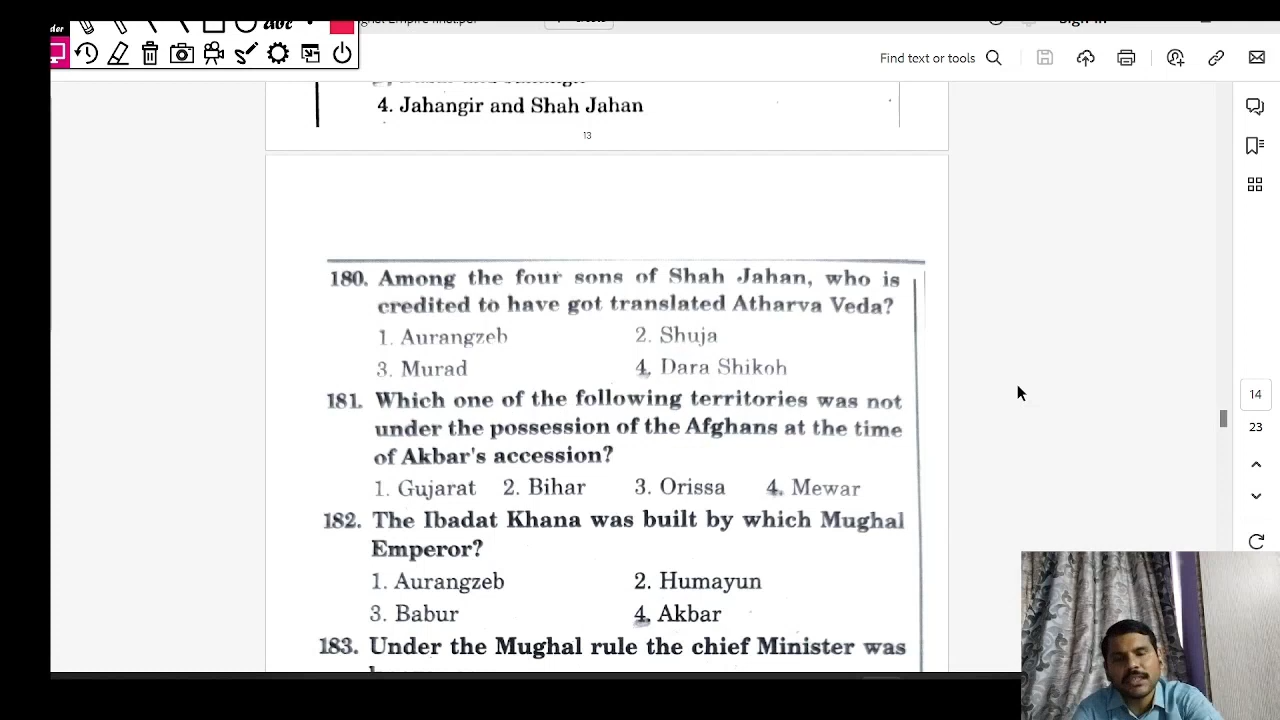 abc
Find text or tools
4. Jahangir and Shah Jahan
13
180. Among the four sons of Shah Jahan, who is
credited to have got translated Atharva Veda?
1. Aurangzeb 2. Shuja
3. Murad 4. Dara Shikoh
181. Which one of the following territories was not
under the possession of the Afghans at the time
of Akbar's accession?
1. Gujarat 2. Bihar 3. Orissa 4. Mewar
182. The Ibadat Khana was built by which Mughal
Emperor?
1. Aurangzeb 2. Humayun
3. Babur 4. Akbar
183. Under the Mughal rule the chief Minister was
14
23